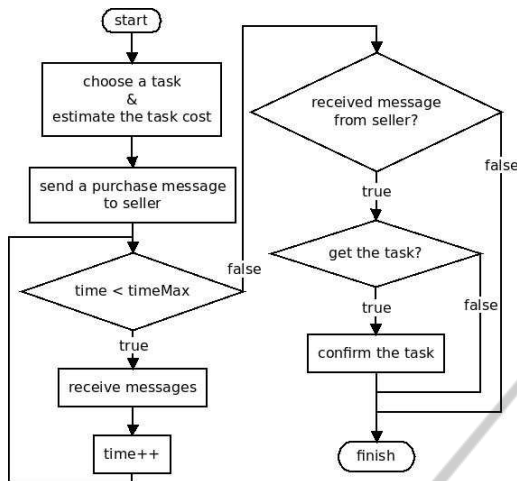 start
choose a task
&
estimate the task cost
send a purchase message
to seller
time < timeMax
false
true
receive messages
time++
received message
from seller?
false
true
get the task?
false
true
confirm the task
finish